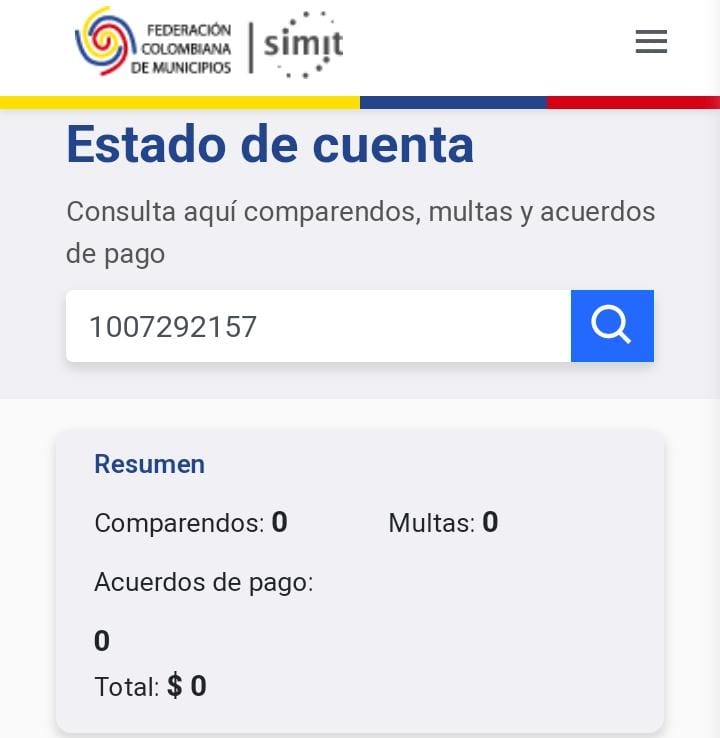 FEDERACIÓN
COLOMBIANA
DE MUNICIPIOS
simit
Estado de cuenta
Consulta aquí comparendos, multas y acuerdos
de pago
1007292157
Resumen
Comparendos: 0
Multas: 0
Acuerdos de pago:
0
Total: $ 0